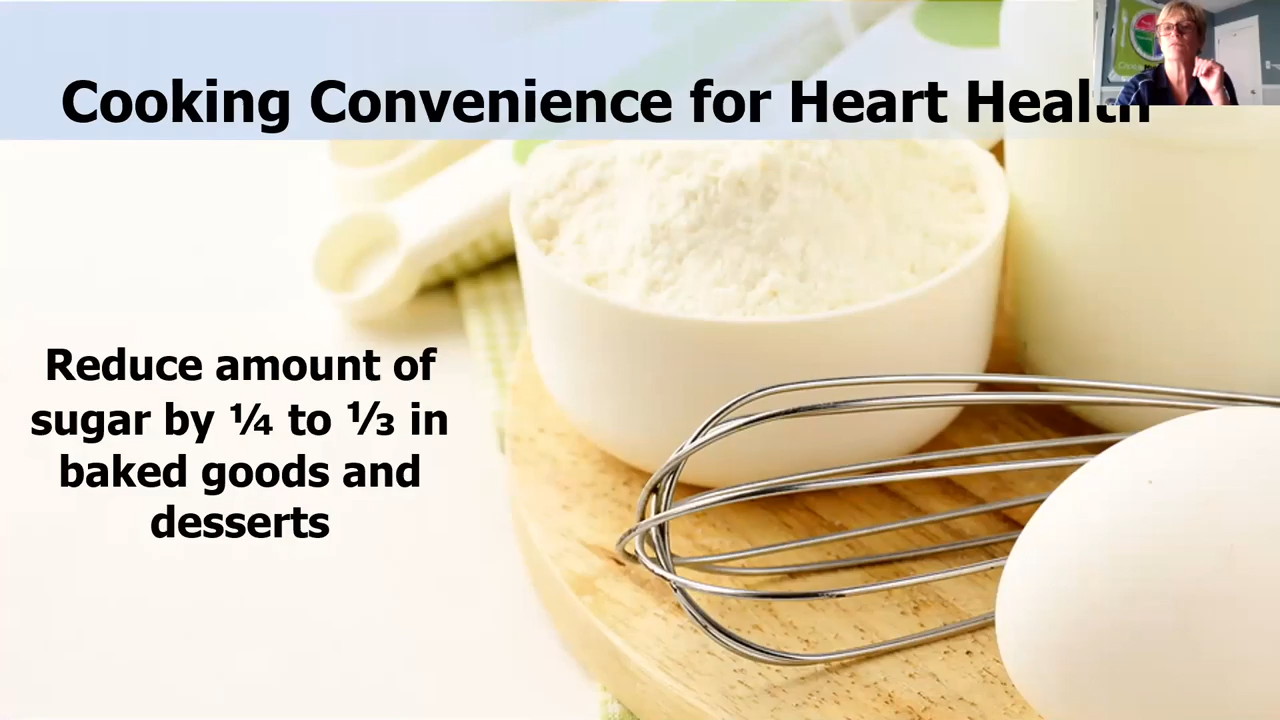 Cooking Convenience for Heart Health
Reduce amount of
sugar by ¼ to ⅓ in
baked goods and
desserts